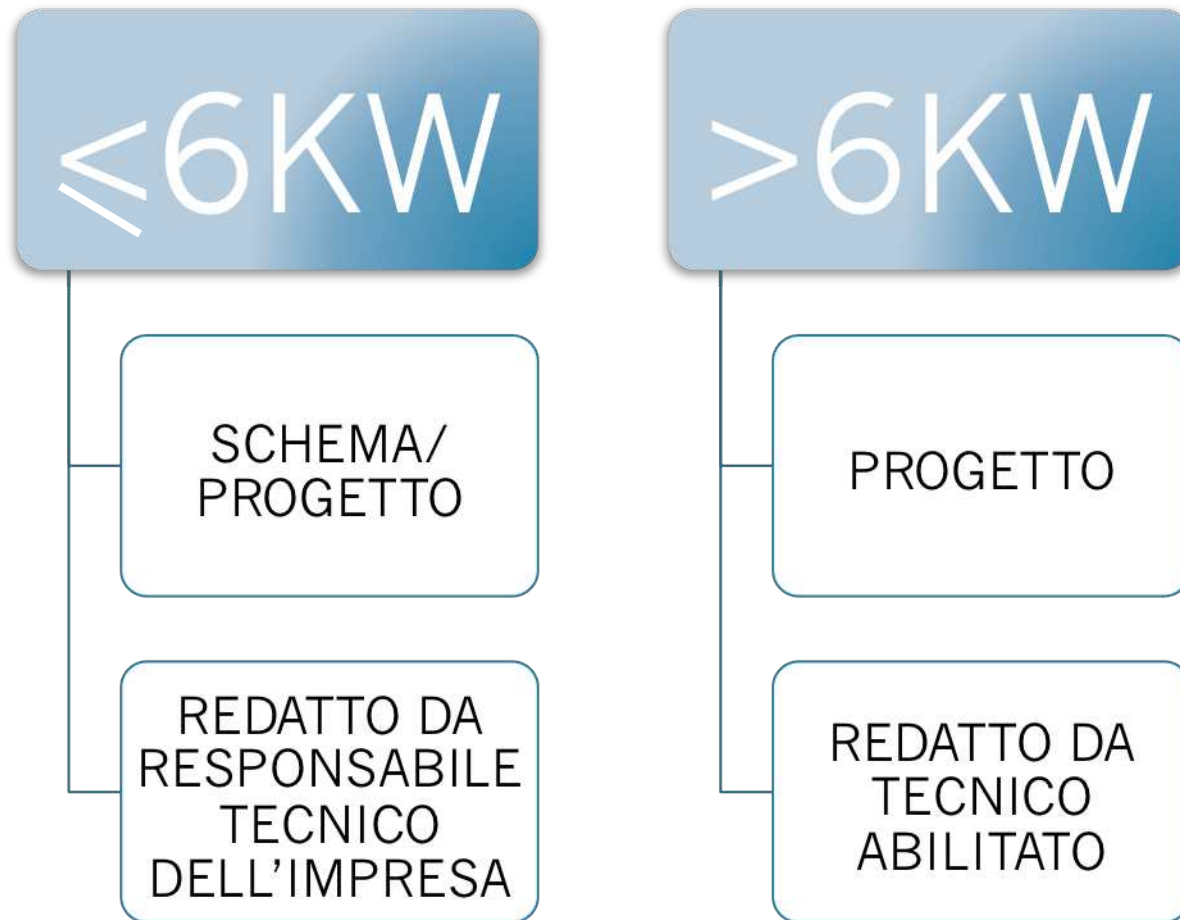 ≤6KW
SCHEMA/
PROGETTO
REDATTO DA
RESPONSABILE
TECNICO
DELL’IMPRESA
>6KW
PROGETTO
REDATTO DA
TECNICO
ABILITATO